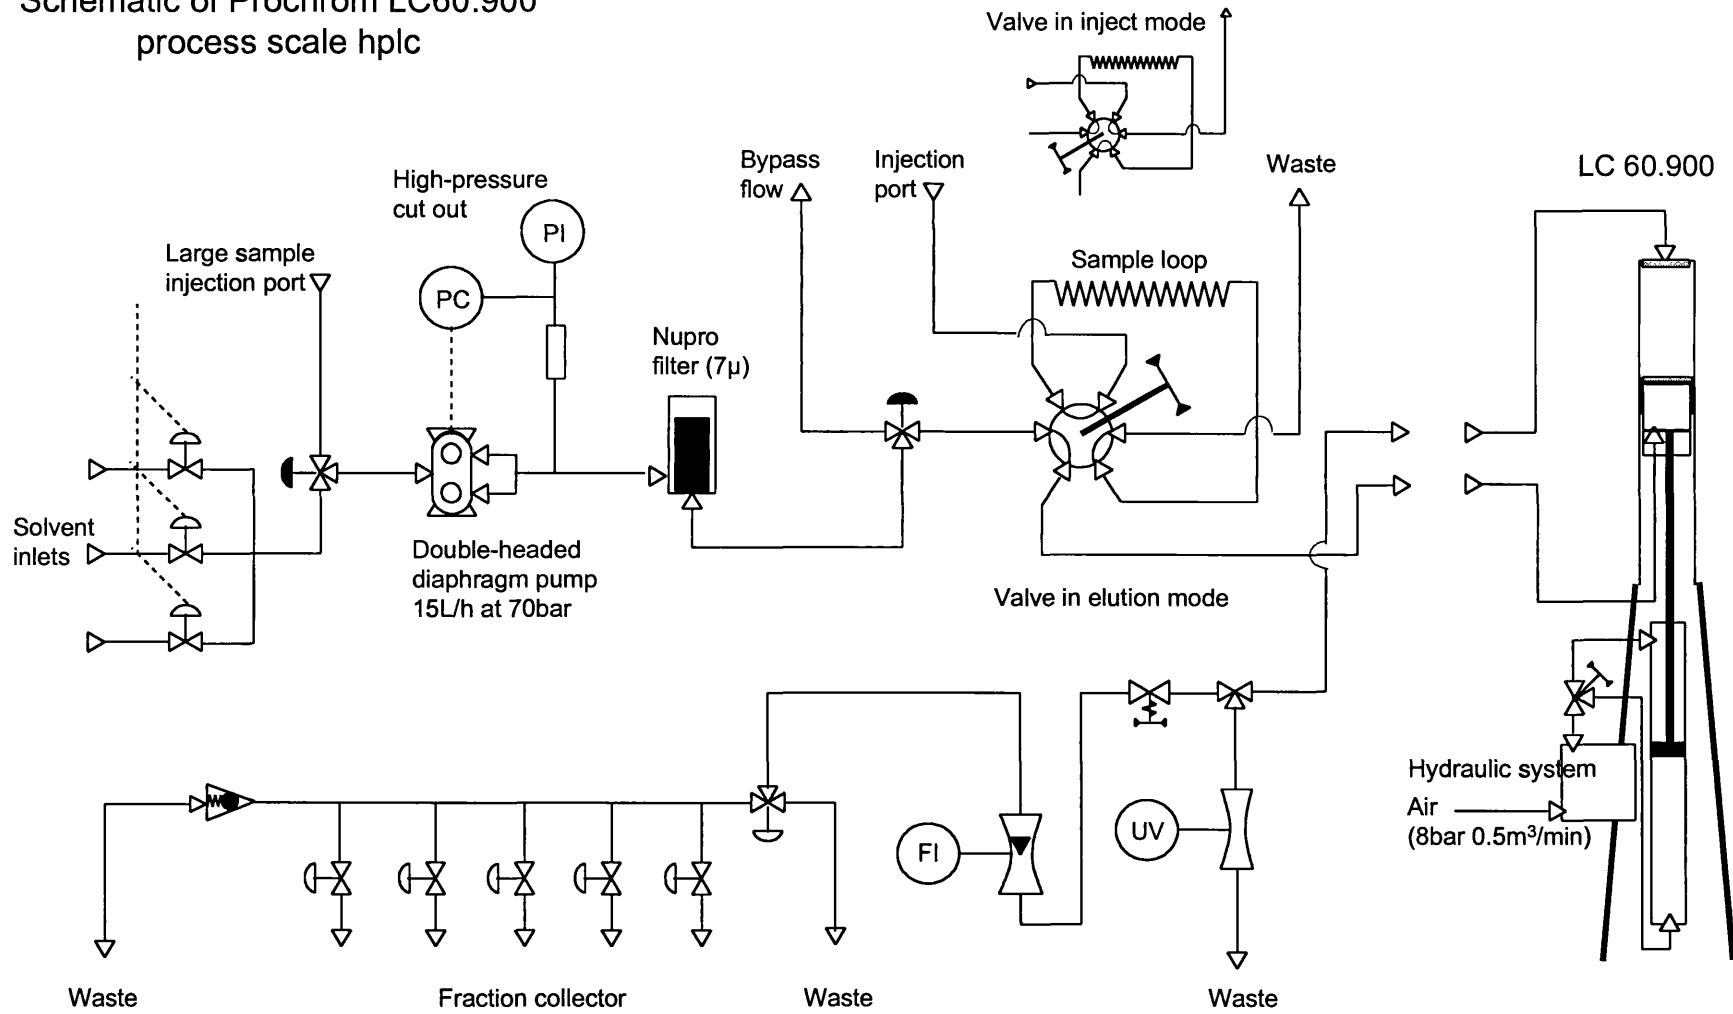 Schematic of Prochrom LC60.900
process scale hplc
Valve in inject mode
Bypass
flow
Injection
port
Waste
LC 60.900
High-pressure
cut out
PI
Large sample
injection port
PC
Sample loop
Nupro
filter (7µ)
Solvent
inlets
Double-headed
diaphragm pump
15L/h at 70bar
Valve in elution mode
Hydraulic system
Air
(8bar 0.5m³/min)
FI
UV
Waste
Fraction collector
Waste
Waste